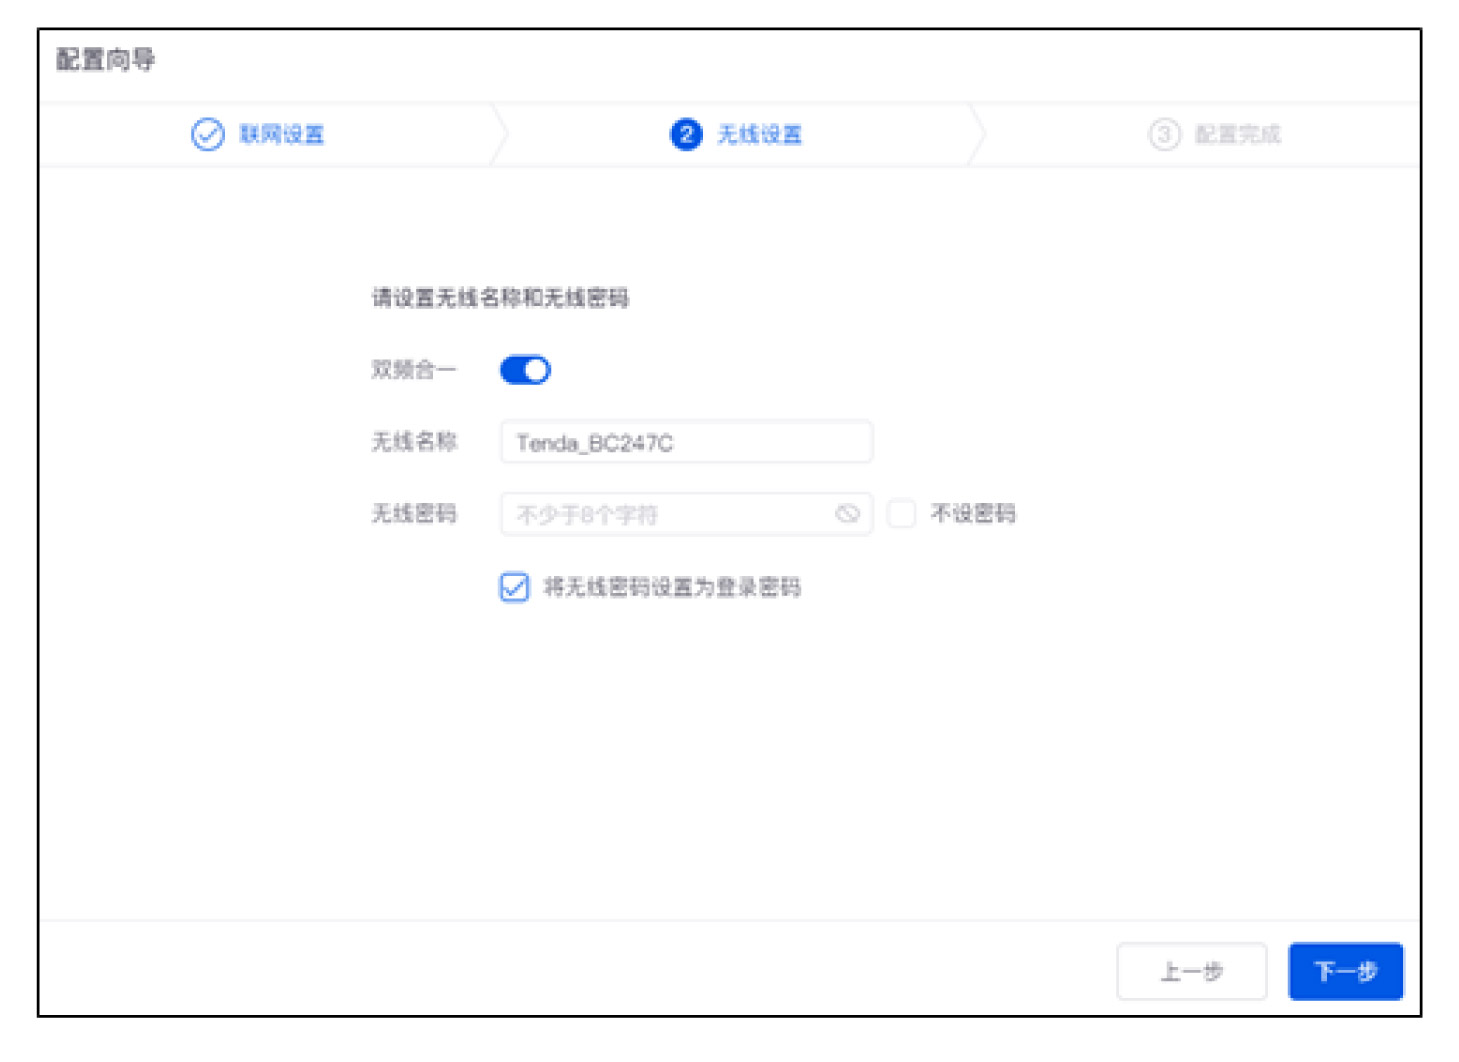 配置向导
联网设置
2 无线设置
3 配置完成
请设置无线名称和无线密码
双频合一
无线名称 Tenda_BC247C
无线密码 不少于8个字符 不设密码
将无线密码设置为登录密码
上一步 下一步